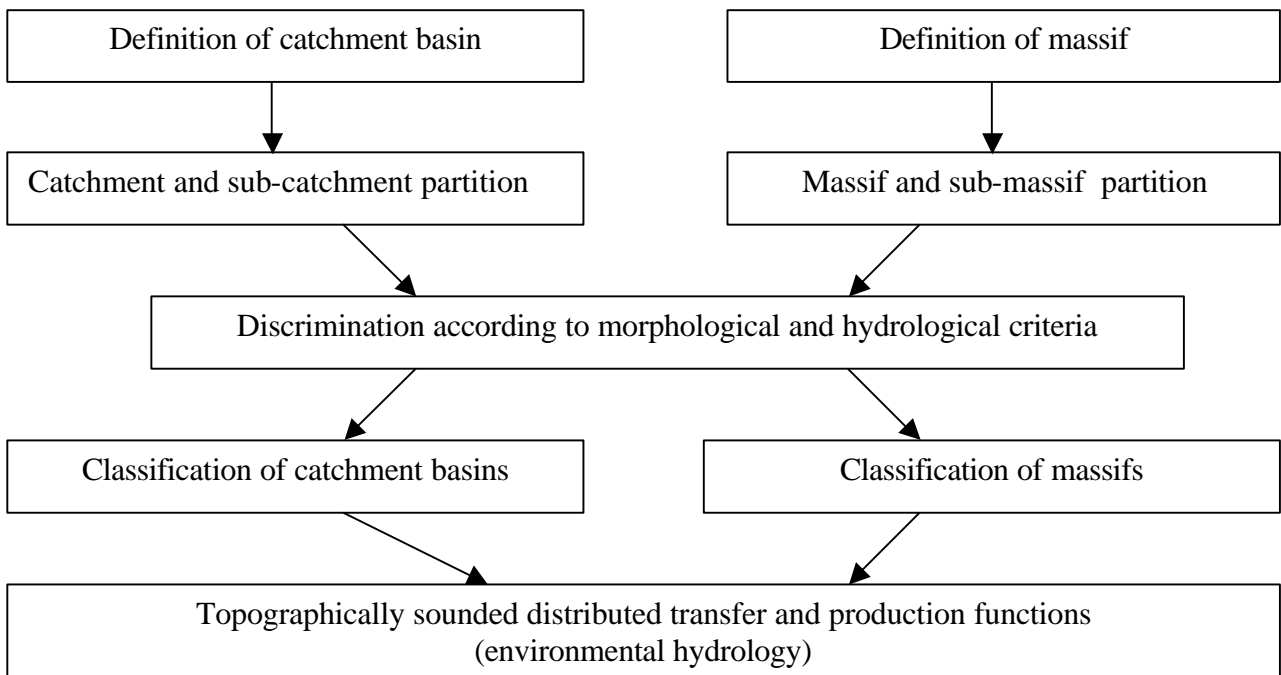 Definition of catchment basin
Definition of massif
Catchment and sub-catchment partition
Massif and sub-massif partition
Discrimination according to morphological and hydrological criteria
Classification of catchment basins
Classification of massifs
Topographically sounded distributed transfer and production functions
(environmental hydrology)